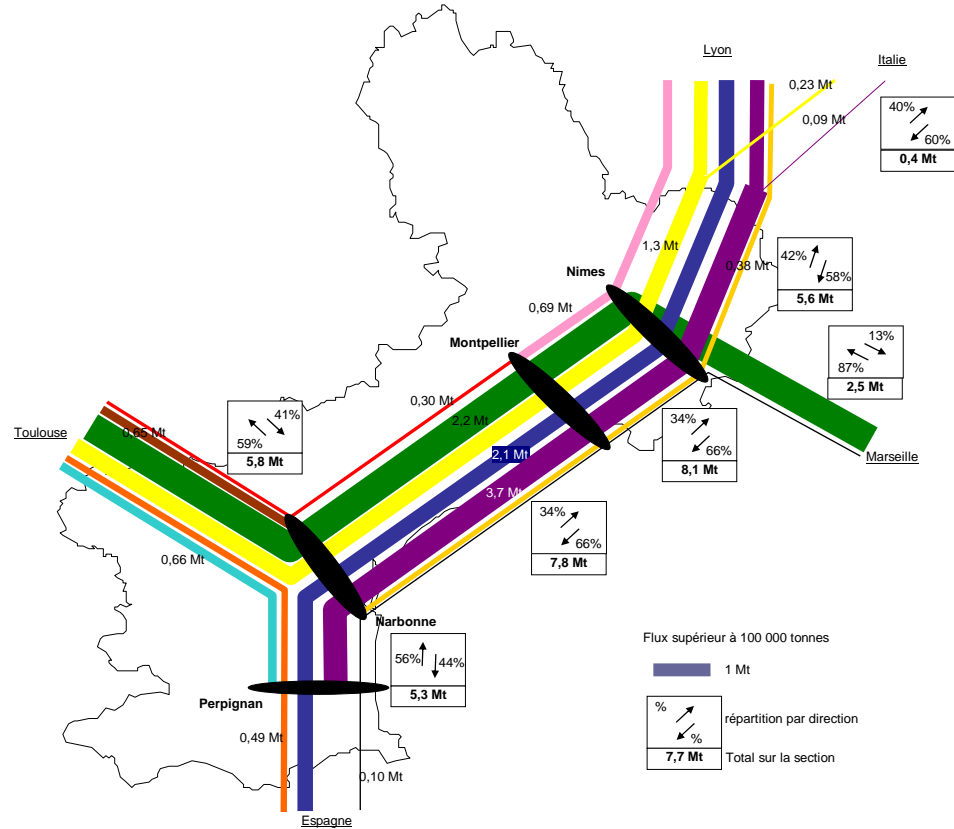 Lyon
Italie
0,23 Mt
0,09 Mt
40%
60%
0,4 Mt
1,3 Mt
0,38 Mt
42%
58%
5,6 Mt
Nimes
0,69 Mt
13%
87%
2,5 Mt
Montpellier
0,30 Mt
2,2 Mt
34%
66%
8,1 Mt
Marseille
Toulouse
0,65 Mt
41%
59%
5,8 Mt
2,1 Mt
3,7 Mt
34%
66%
7,8 Mt
0,66 Mt
Narbonne
56%
44%
5,3 Mt
Perpignan
0,49 Mt
0,10 Mt
Espagne
Flux supérieur à 100 000 tonnes
1 Mt
%
%
répartition par direction
7,7 Mt
Total sur la section